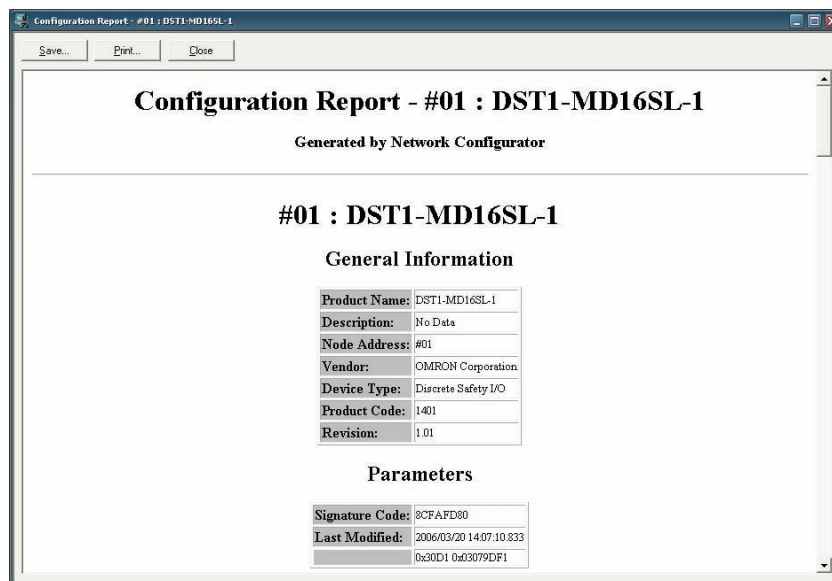 Configuration Report - #01 : DST1-MD16SL-1
Save... Print... Close
Configuration Report - #01 : DST1-MD16SL-1
Generated by Network Configurator
#01 : DST1-MD16SL-1
General Information
Product Name: DST1-MD16SL-1
Description: No Data
Node Address: #01
Vendor: OMRON Corporation
Device Type: Discrete Safety I/O
Product Code: 1401
Revision: 1.01
Parameters
Signature Code: 8CFAFD80
Last Modified: 2006/03/20 14:07:10.833
0x30D1 0x03079DF1